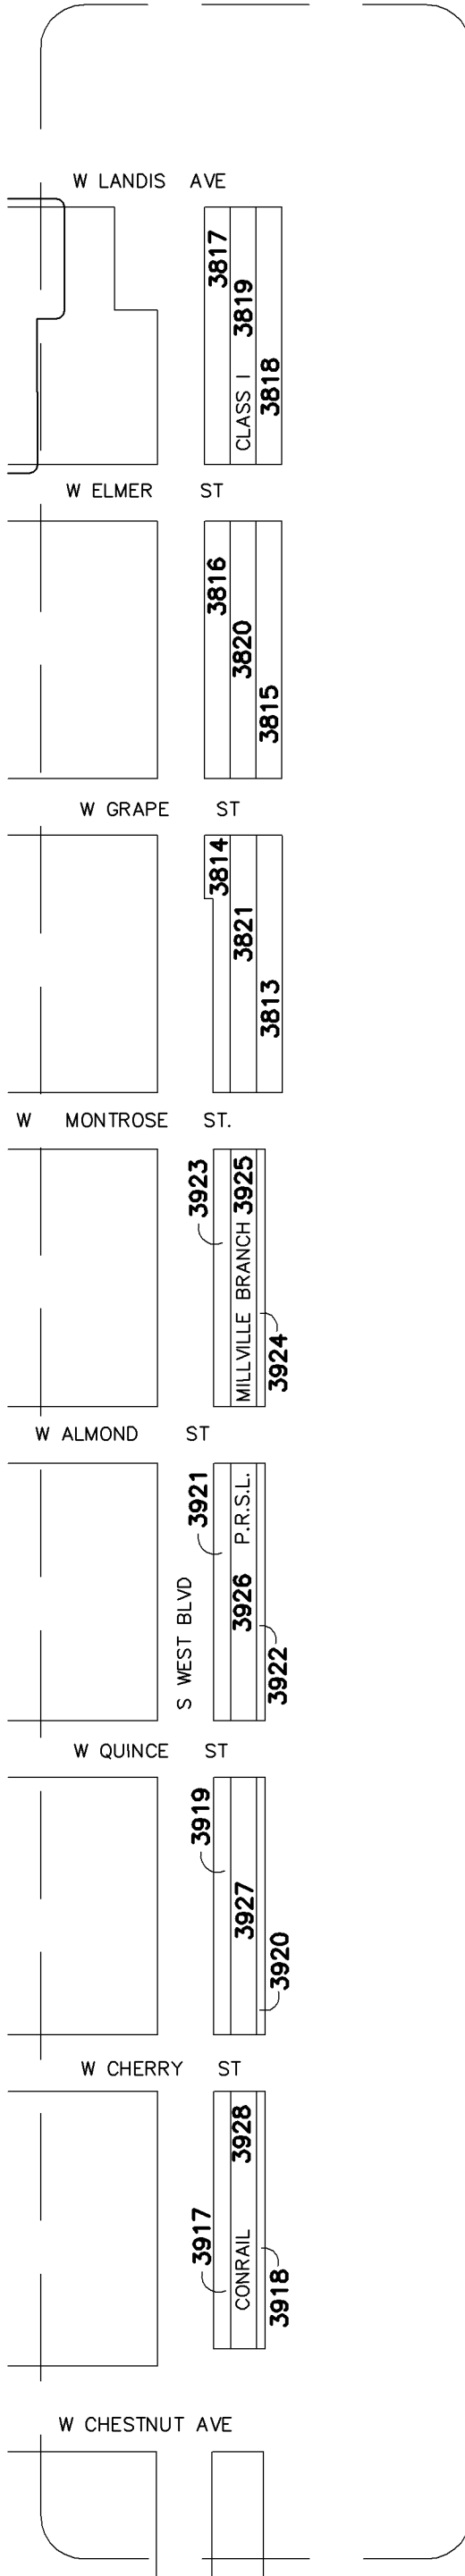 W LANDIS AVE
3817
3819
CLASS I
3818
W ELMER ST
3816
3820
3815
W GRAPE ST
3814
3821
3813
W MONTROSE ST.
3923
3925
MILLVILLE BRANCH
3924
W ALMOND ST
3921
P.R.S.L.
S WEST BLVD
3926
3922
W QUINCE ST
3919
3927
3920
W CHERRY ST
3928
3917
CONRAIL
3918
W CHESTNUT AVE